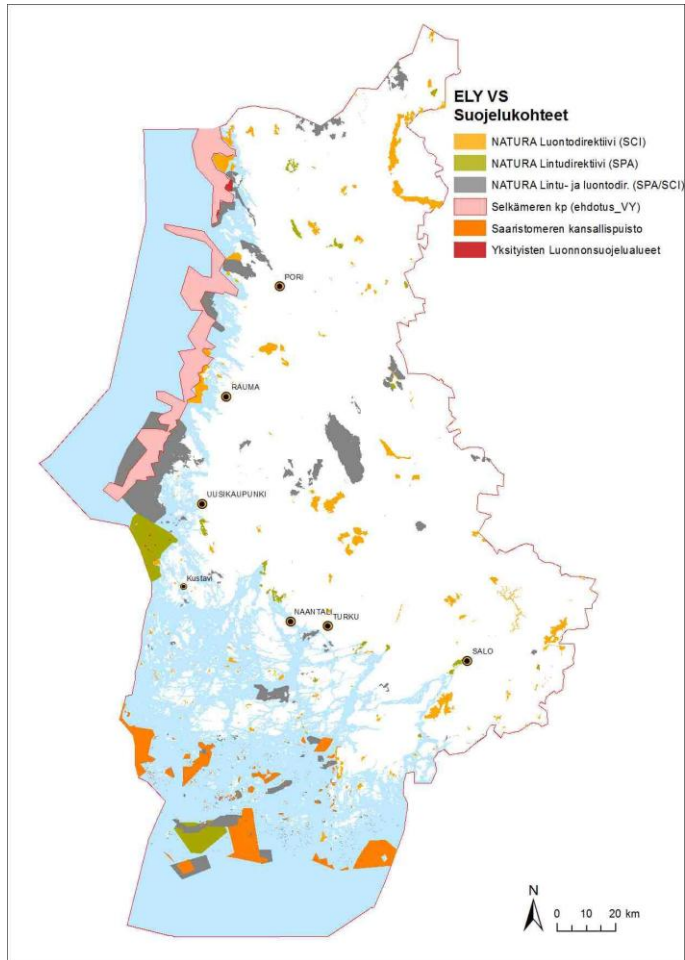 ELY VS
Suojelukohteet
NATURA Luontodirektiivi (SCI)
NATURA Lintudirektiivi (SPA)
NATURA Lintu- ja luontodir. (SPA/SCI)
Selkämeren kp (ehdotus_VY)
Saaristomeren kansallispuisto
Yksityisten Luonnonsuojelualueet
PORI
RAUMA
UUSIKAUPUNKI
Kustavi
NAANTALI
TURKU
SALO
N
0 10 20 km